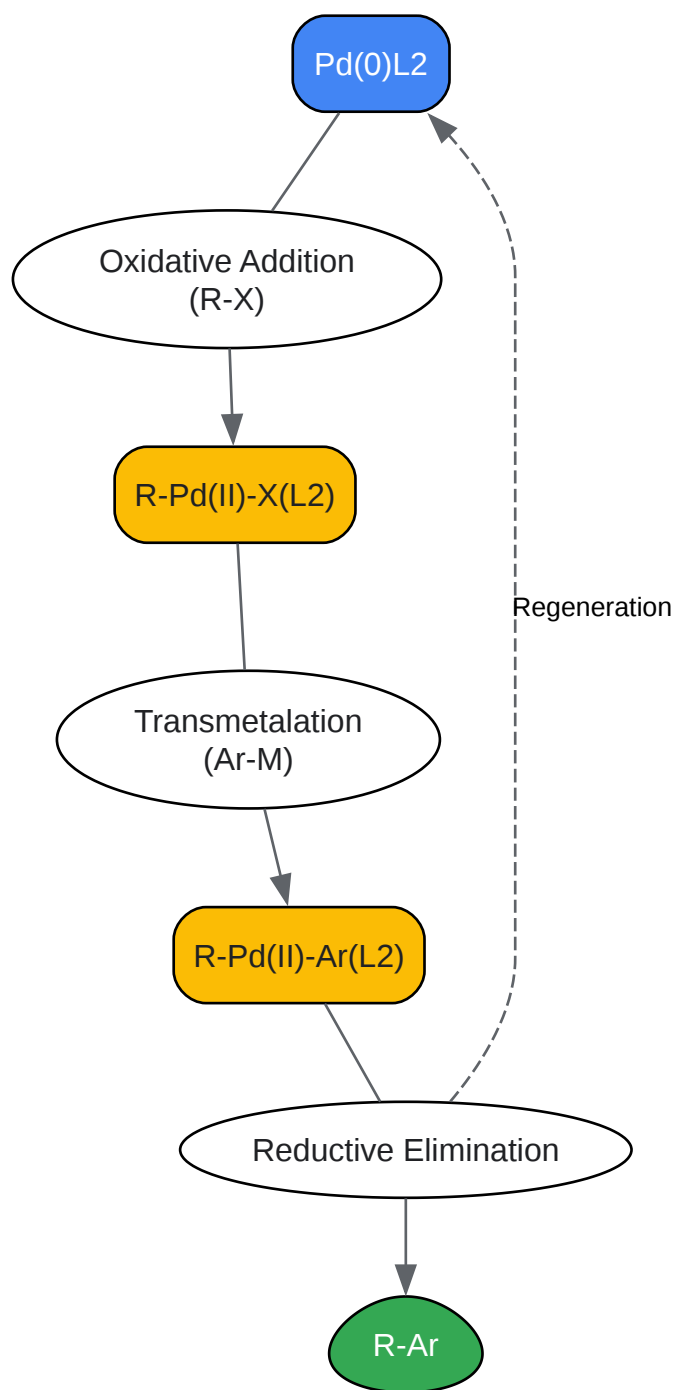 Pd(0)L2
Oxidative Addition
(R-X)
R-Pd(II)-X(L2)
Regeneration
Transmetalation
(Ar-M)
R-Pd(II)-Ar(L2)
Reductive Elimination
R-Ar